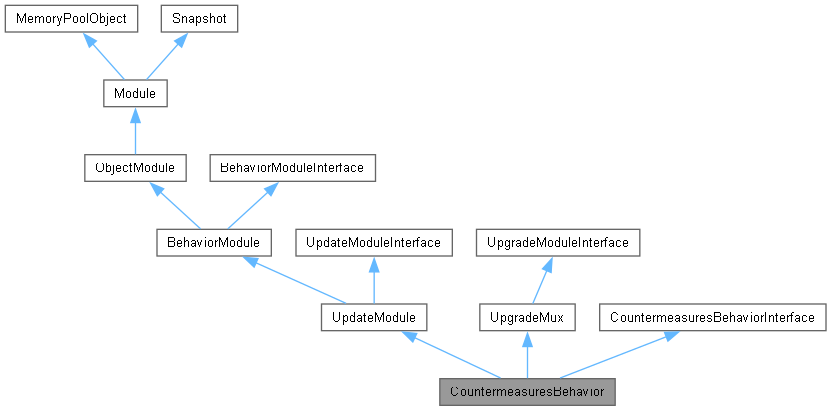 MemoryPoolObject
Snapshot
Module
ObjectModule
BehaviorModuleInterface
BehaviorModule
UpdateModuleInterface
UpgradeModuleInterface
UpdateModule
UpgradeMux
CountermeasuresBehaviorInterface
CountermeasuresBehavior